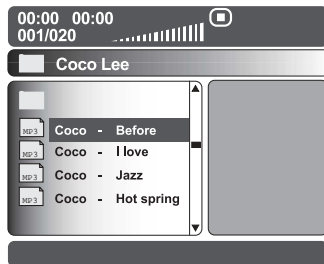 00:00 00:00
001/020
Coco Lee
MP3 Coco - Before
MP3 Coco - I love
MP3 Coco - Jazz
MP3 Coco - Hot spring